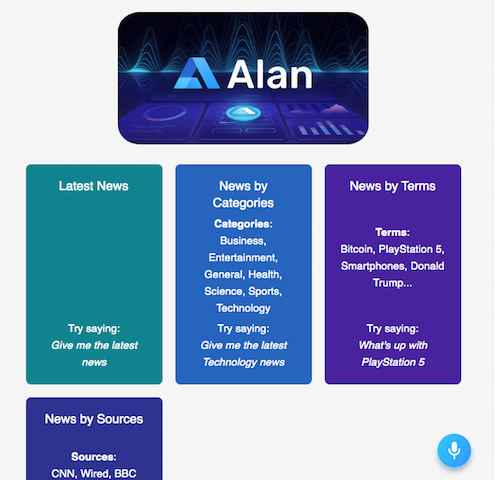 Alan
Latest News
Try saying:
Give me the latest
news
News by
Categories
Categories:
Business,
Entertainment,
General, Health,
Science, Sports,
Technology
Try saying:
Give me the latest
Technology news
News by Terms
Terms:
Bitcoin, PlayStation 5,
Smartphones, Donald
Trump...
Try saying:
What's up with
PlayStation 5
News by Sources
Sources:
CNN, Wired, BBC